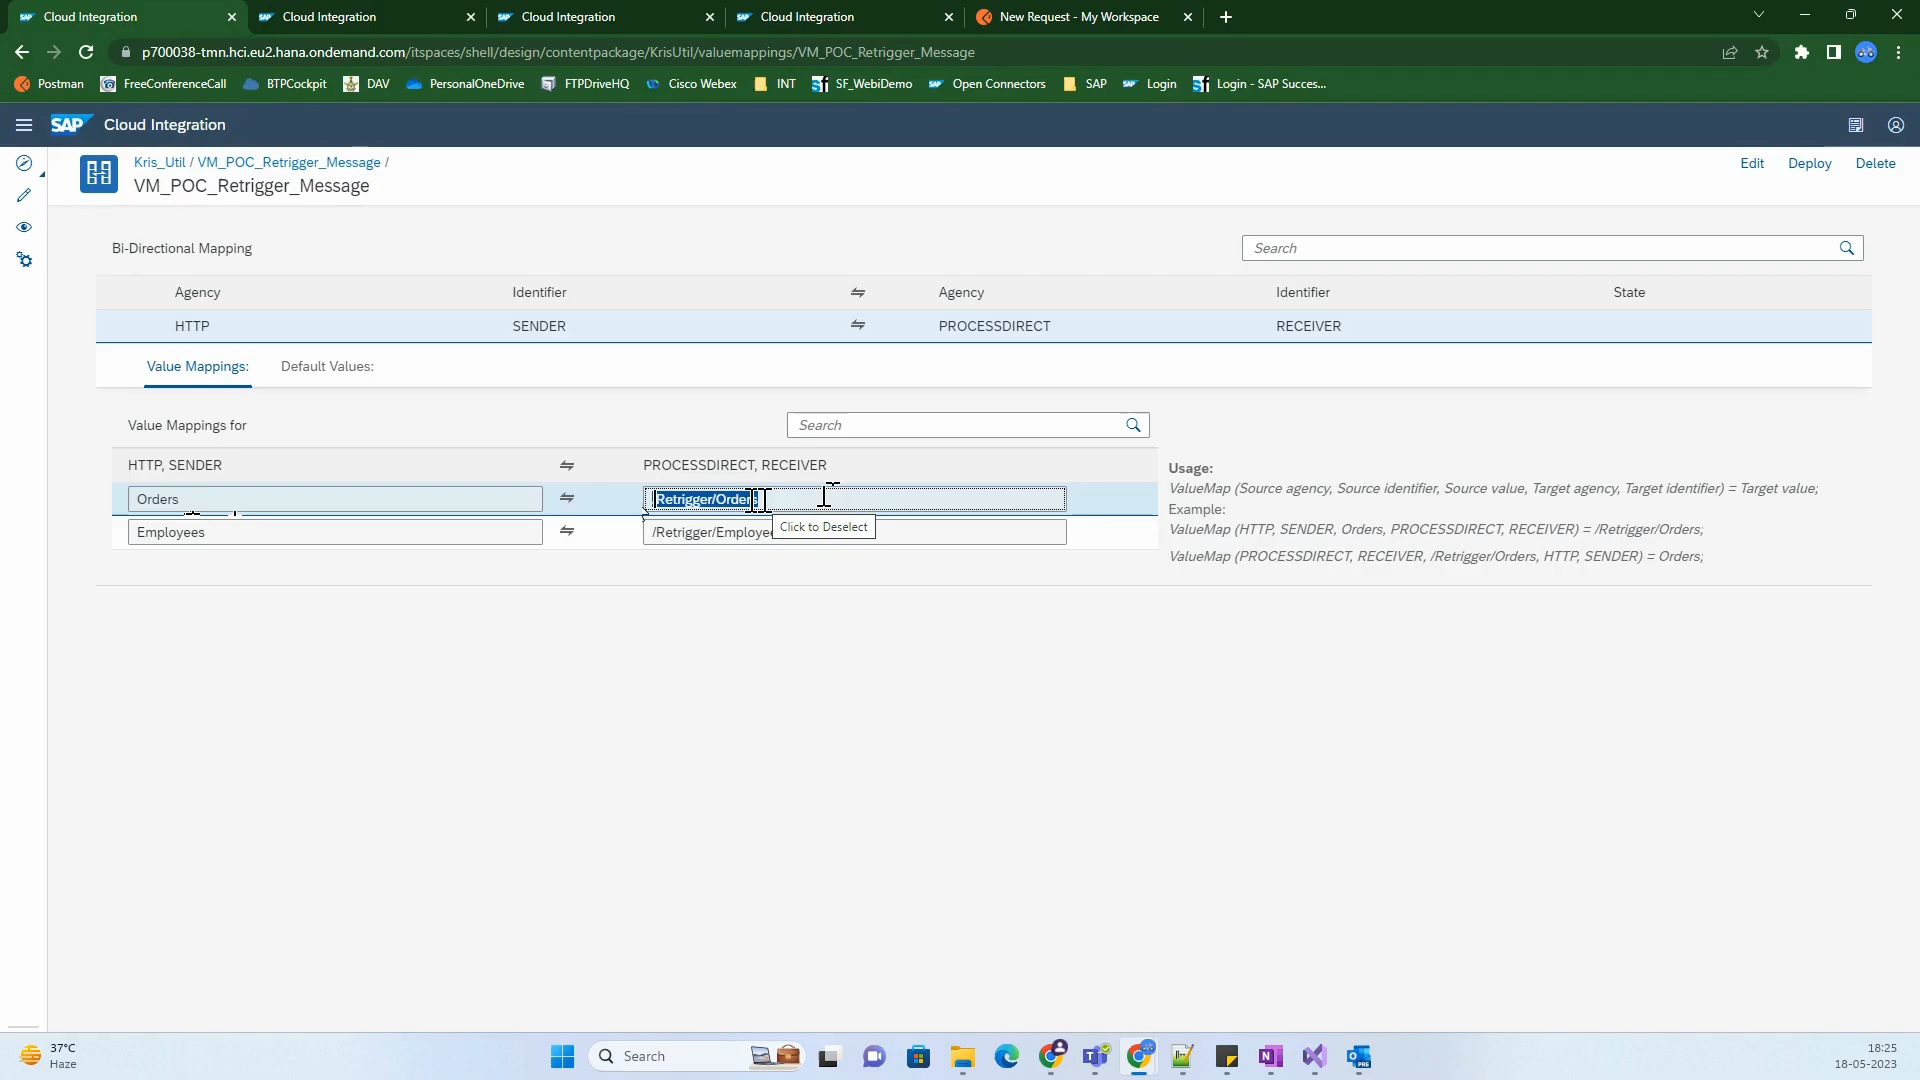 Cloud Integration
Cloud Integration
Cloud Integration
Cloud Integration
New Request - My Workspace
p700038-tmn.hci.eu2.hana.ondemand.com/itspaces/shell/design/contentpackage/KrisUtil/valuemappings/VM_POC_Retrigger_Message
Postman FreeConferenceCall BTPCockpit DAV PersonalOneDrive FTPDriveHQ Cisco Webex INT SF_WebiDemo Open Connectors SAP Login Login - SAP Succes...
SAP Cloud Integration
Kris_Util / VM_POC_Retrigger_Message /
VM_POC_Retrigger_Message
Edit Deploy Delete
Bi-Directional Mapping
Search
Agency Identifier ⇋ Agency Identifier State
HTTP SENDER ⇋ PROCESSDIRECT RECEIVER
Value Mappings: Default Values:
Value Mappings for
Search
HTTP, SENDER ⇋ PROCESSDIRECT, RECEIVER
Orders ⇋ /Retrigger/Orders
Click to Deselect
Employees ⇋ /Retrigger/Employee
Usage:
ValueMap (Source agency, Source identifier, Source value, Target agency, Target identifier) = Target value;
Example:
ValueMap (HTTP, SENDER, Orders, PROCESSDIRECT, RECEIVER) = /Retrigger/Orders;
ValueMap (PROCESSDIRECT, RECEIVER, /Retrigger/Orders, HTTP, SENDER) = Orders;
37°C
Haze
Search
18:25
18-05-2023